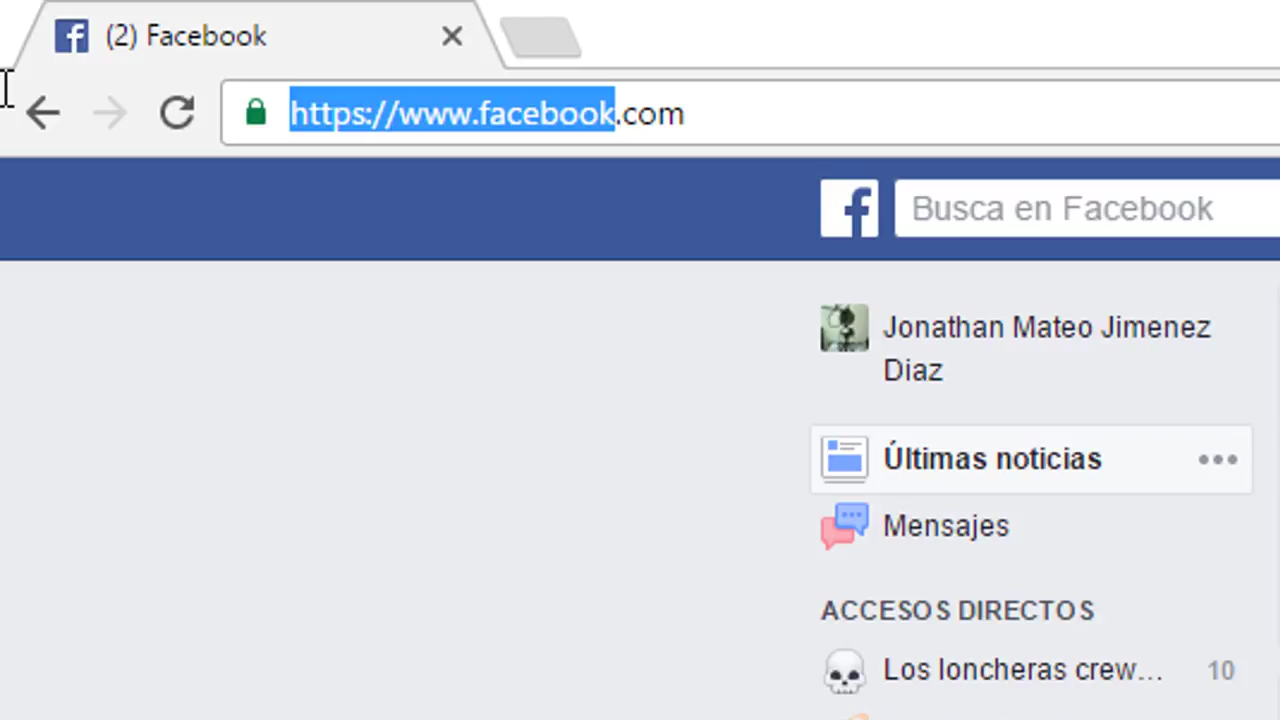 (2) Facebook
https://www.facebook.com
Busca en Facebook
Jonathan Mateo Jimenez
Diaz
Últimas noticias
Mensajes
ACCESOS DIRECTOS
Los loncheras crew... 10